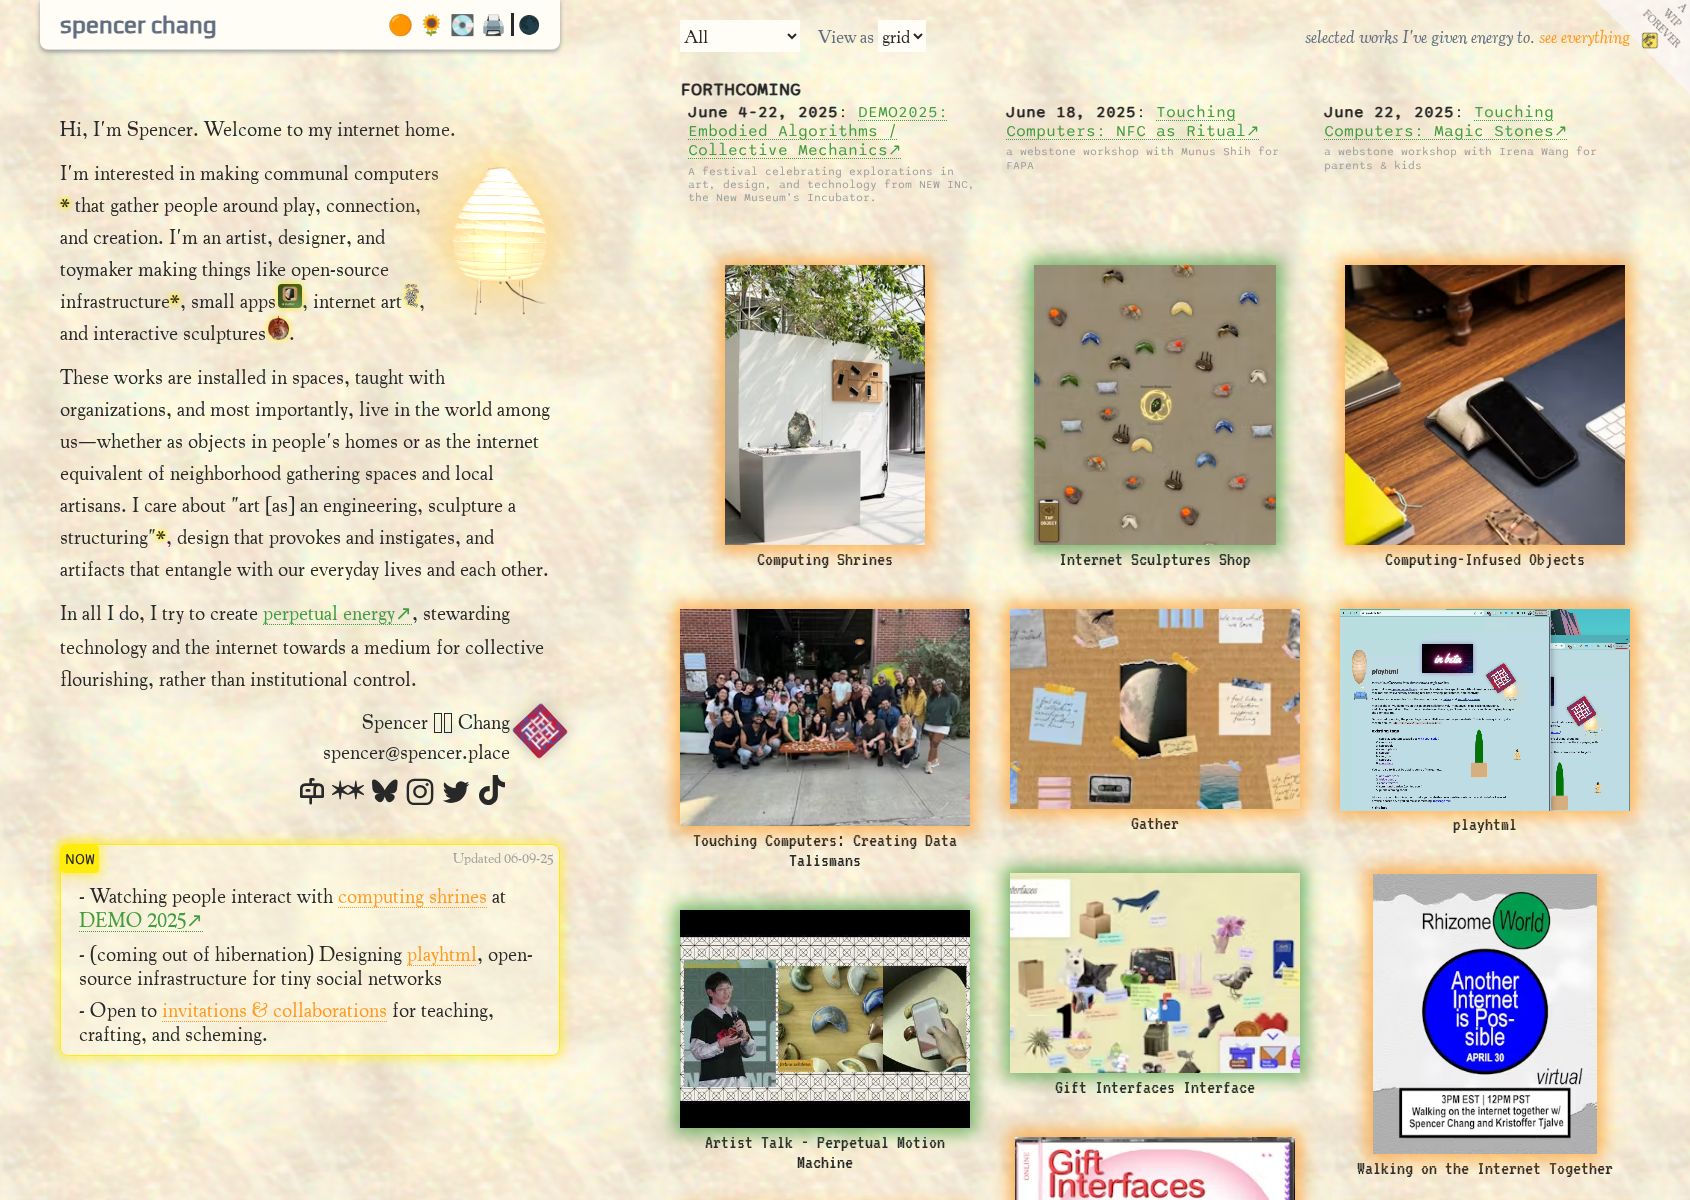 spencer chang
Hi, I'm Spencer. Welcome to my internet home.
I'm interested in making communal computers
* that gather people around play, connection,
and creation. I'm an artist, designer, and
toymaker making things like open-source
infrastructure*, small apps, internet art,
and interactive sculptures.
These works are installed in spaces, taught with
organizations, and most importantly, live in the world among
us—whether as objects in people's homes or as the internet
equivalent of neighborhood gathering spaces and local
artisans. I care about "art [as] an engineering, sculpture a
structuring"*, design that provokes and instigates, and
artifacts that entangle with our everyday lives and each other.
In all I do, I try to create perpetual energy↗, stewarding
technology and the internet towards a medium for collective
flourishing, rather than institutional control.
Spencer Chang
spencer@spencer.place
NOW
Updated 06-09-25
- Watching people interact with computing shrines at
DEMO 2025↗
- (coming out of hibernation) Designing playhtml, open-
source infrastructure for tiny social networks
- Open to invitations & collaborations for teaching,
crafting, and scheming.
All
View as grid
selected works I've given energy to. see everything
A
WIP
FOREVER
FORTHCOMING
June 4-22, 2025: DEMO2025:
Embodied Algorithms /
Collective Mechanics↗
A festival celebrating explorations in
art, design, and technology from NEW INC,
the New Museum's Incubator.
June 18, 2025: Touching
Computers: NFC as Ritual↗
a webstone workshop with Munus Shih for
FAPA
June 22, 2025: Touching
Computers: Magic Stones↗
a webstone workshop with Irena Wang for
parents & kids
Computing Shrines
TAP
OBJECT
Internet Sculptures Shop
Computing-Infused Objects
Touching Computers: Creating Data
Talismans
Gather
in beta
playhtml
playhtml
Artist Talk - Perpetual Motion
Machine
Gift Interfaces Interface
Gift
Interfaces
ONLINE
Rhizome World
Another
Internet
is Pos-
sible
APRIL 30
virtual
3PM EST | 12PM PST
Walking on the internet together w/
Spencer Chang and Kristoffer Tjalve
Walking on the Internet Together